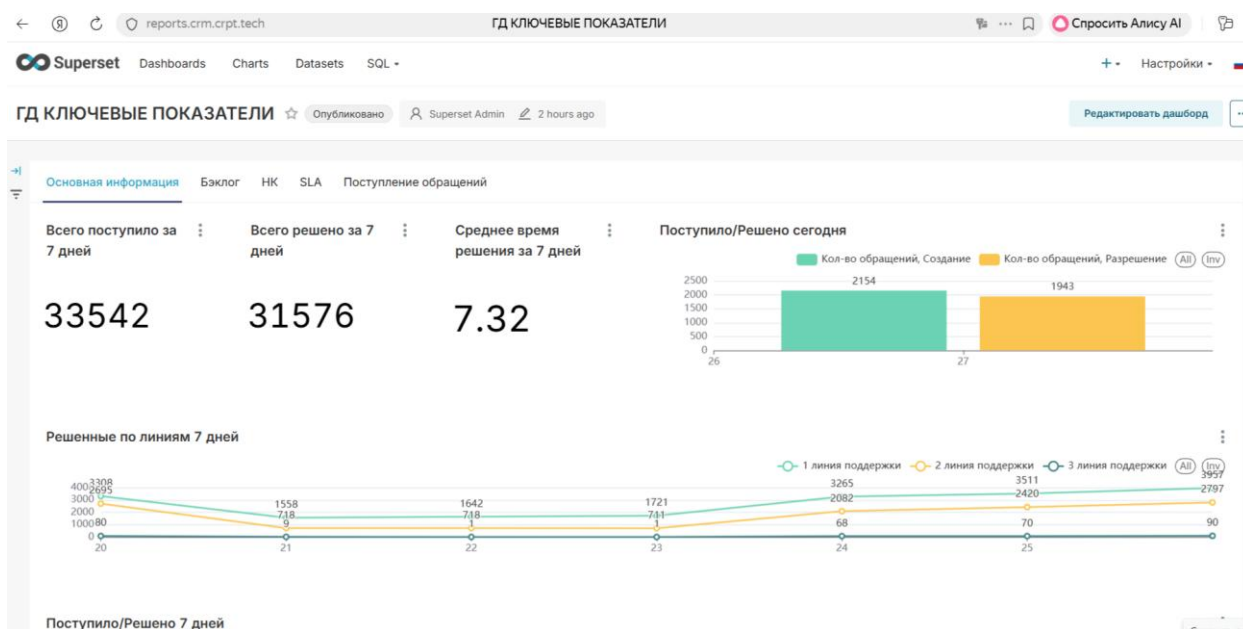 reports.crm.crpt.tech ГД КЛЮЧЕВЫЕ ПОКАЗАТЕЛИ Спросить Алису AI
Superset Dashboards Charts Datasets SQL Настройки
ГД КЛЮЧЕВЫЕ ПОКАЗАТЕЛИ Опубликовано Superset Admin 2 hours ago Редактировать дашборд
Основная информация Бэклог НК SLA Поступление обращений
Всего поступило за 7 дней
33542
Всего решено за 7 дней
31576
Среднее время решения за 7 дней
7.32
Поступило/Решено сегодня
Кол-во обращений, Создание Кол-во обращений, Разрешение All Inv
2500
2000
1500
1000
500
0
2154 1943
26 27
Решенные по линиям 7 дней
1 линия поддержки 2 линия поддержки 3 линия поддержки All Inv
4000
3000
2000
1000
0
3308 1558 1642 1721 3265 3511 3957
2695 718 718 711 2082 2420 2797
80 9 1 1 68 70 90
20 21 22 23 24 25
Поступило/Решено 7 дней